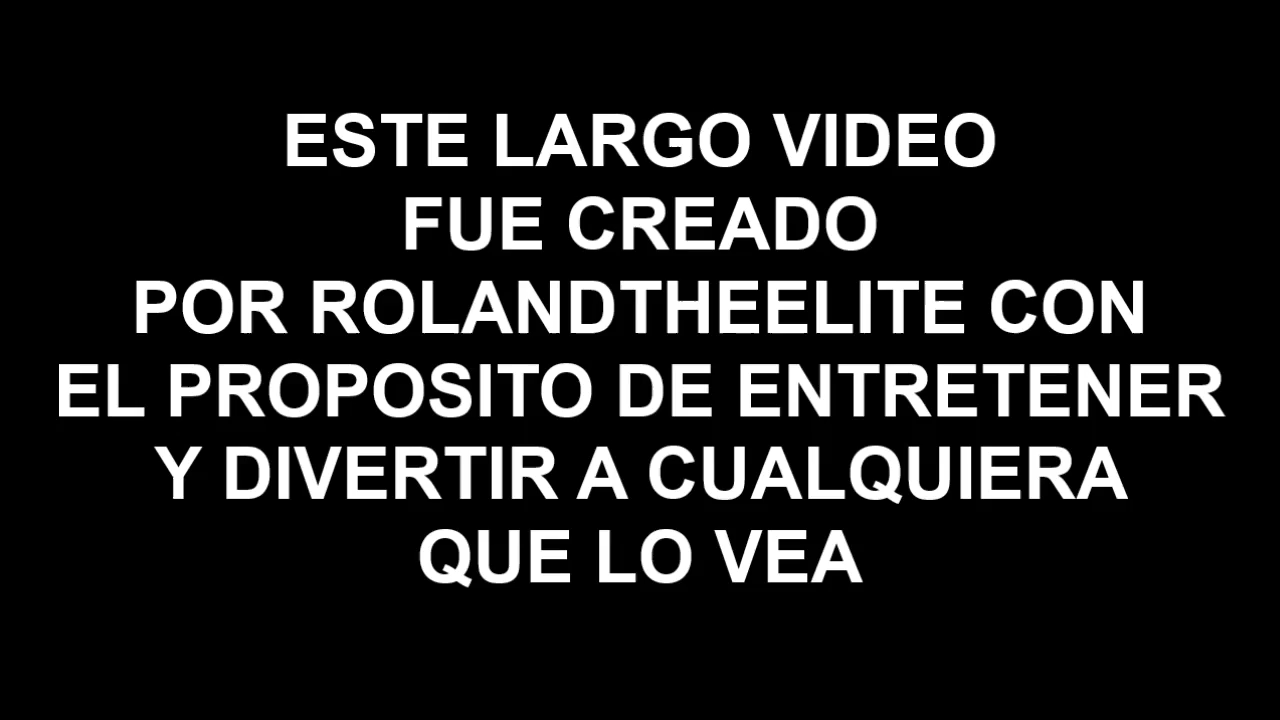 ESTE LARGO VIDEO
FUE CREADO
POR ROLANDTHEELITE CON
EL PROPOSITO DE ENTRETENER
Y DIVERTIR A CUALQUIERA
QUE LO VEA